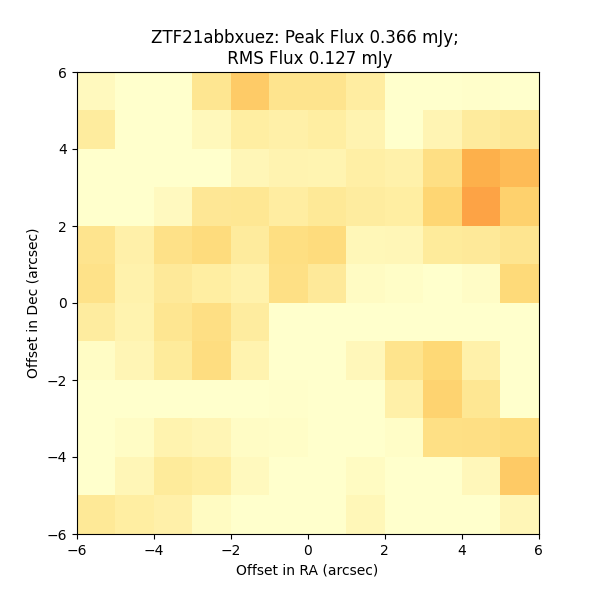 ZTF21abbxuez: Peak Flux 0.366 mJy;
RMS Flux 0.127 mJy
6
4
2
0
−2
−4
−6
Offset in Dec (arcsec)
−6 −4 −2 0 2 4 6
Offset in RA (arcsec)